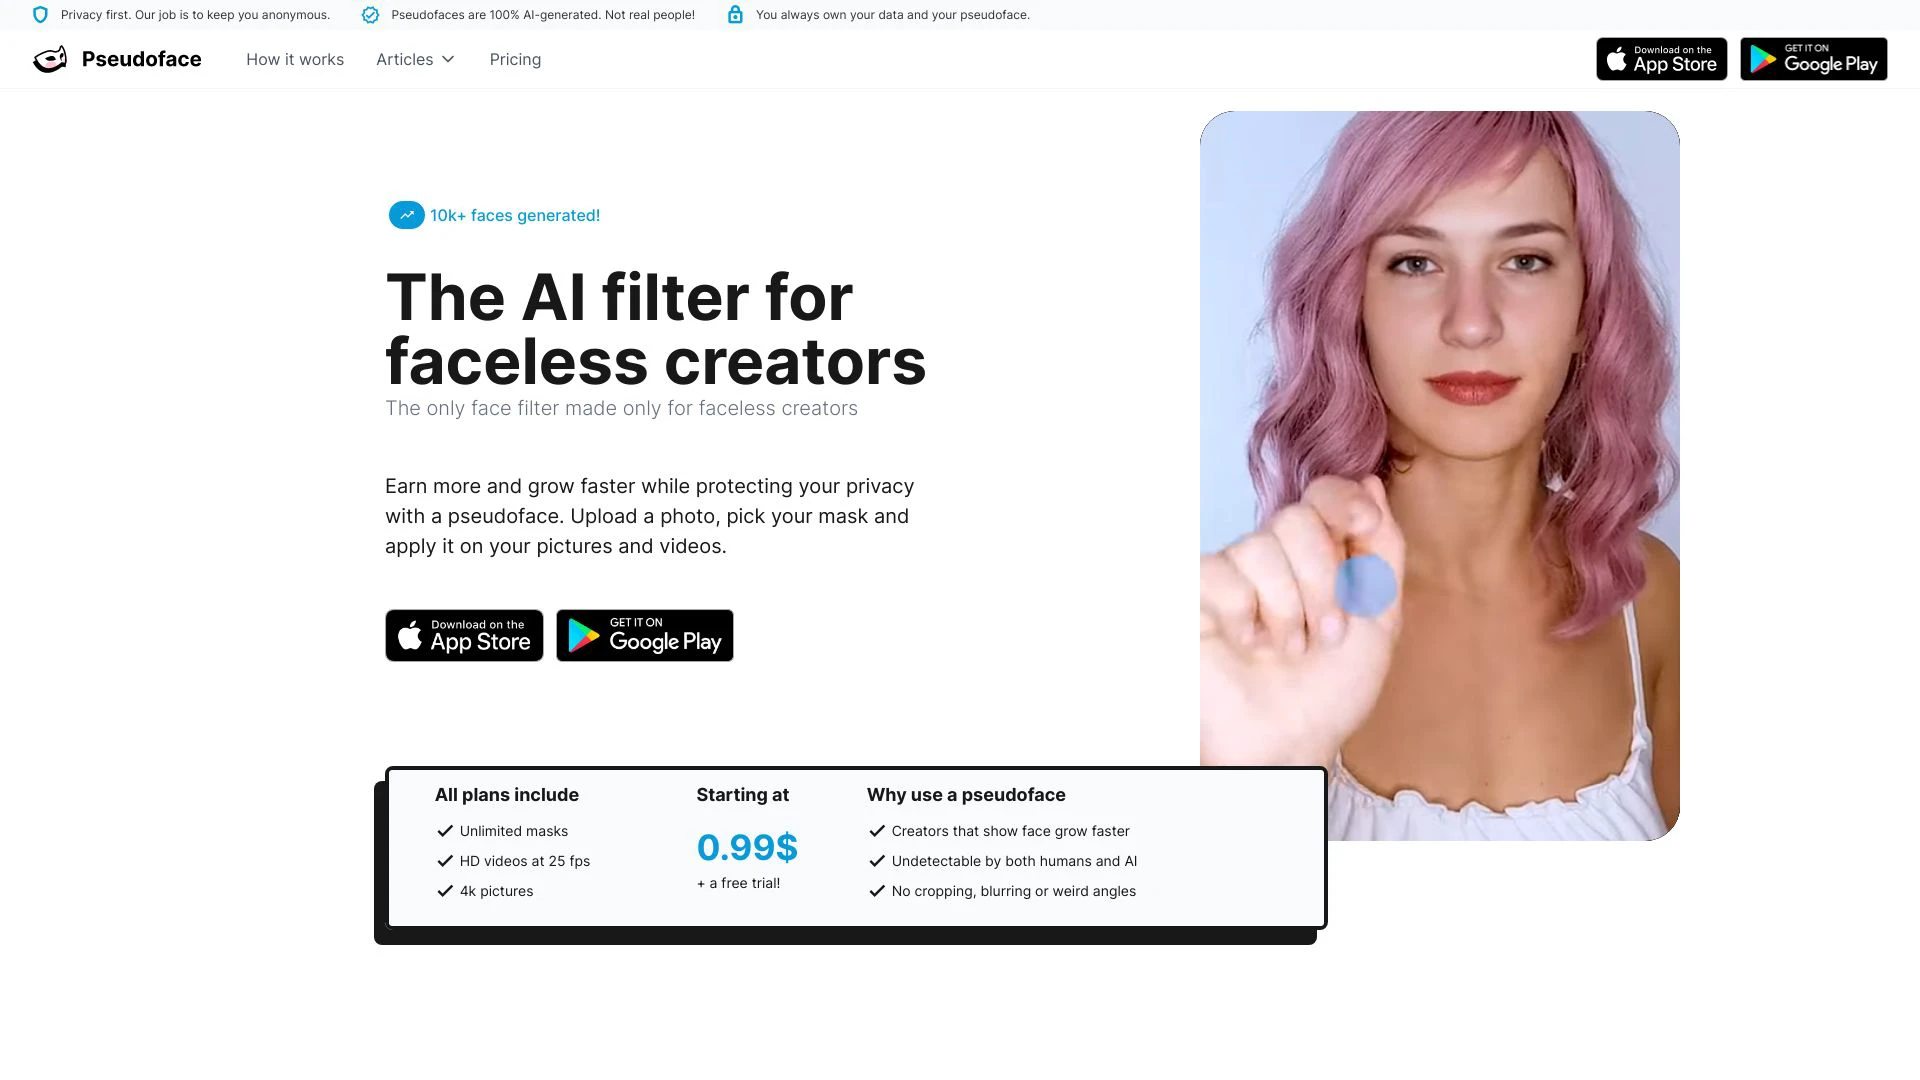 Privacy first. Our job is to keep you anonymous.
Pseudofaces are 100% AI-generated. Not real people!
You always own your data and your pseudoface.
Pseudoface
How it works
Articles
Pricing
Download on the
App Store
GET IT ON
Google Play
10k+ faces generated!
The AI filter for
faceless creators
The only face filter made only for faceless creators
Earn more and grow faster while protecting your privacy
with a pseudoface. Upload a photo, pick your mask and
apply it on your pictures and videos.
Download on the
App Store
GET IT ON
Google Play
All plans include
Unlimited masks
HD videos at 25 fps
4k pictures
Starting at
0.99$
+ a free trial!
Why use a pseudoface
Creators that show face grow faster
Undetectable by both humans and AI
No cropping, blurring or weird angles